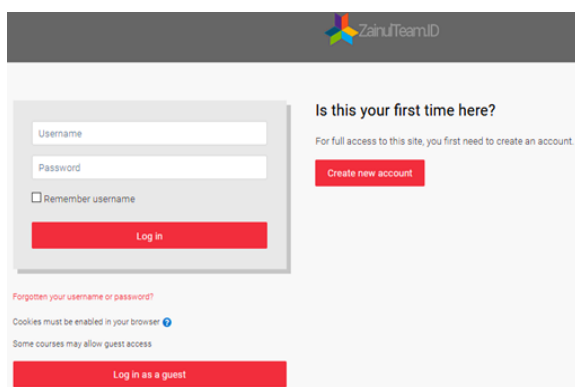 ZainulTeam.ID
Username
Password
Remember username
Log in
Forgotten your username or password?
Cookies must be enabled in your browser ?
Some courses may allow guest access
Log in as a guest
Is this your first time here?
For full access to this site, you first need to create an account.
Create new account